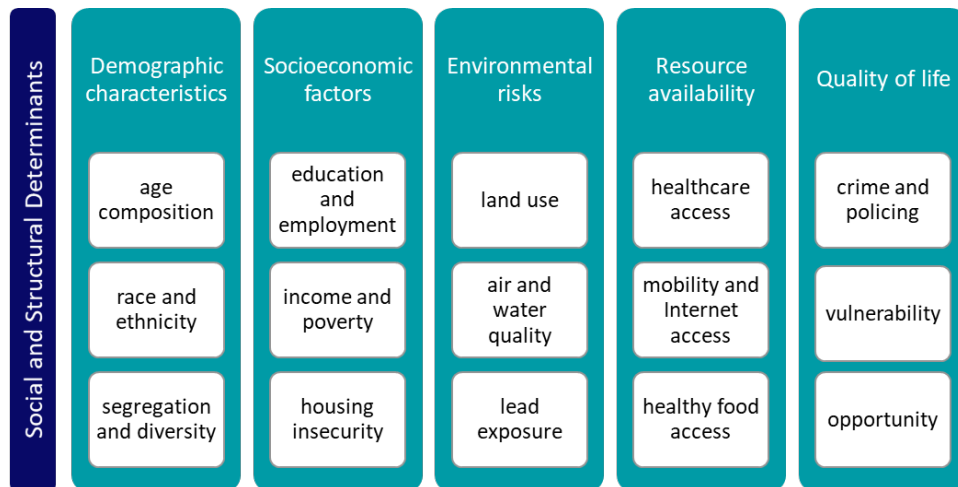 Social and Structural Determinants
Demographic
characteristics
age
composition
race and
ethnicity
segregation
and diversity
Socioeconomic
factors
education
and
employment
income and
poverty
housing
insecurity
Environmental
risks
land use
air and
water
quality
lead
exposure
Resource
availability
healthcare
access
mobility and
Internet
access
healthy food
access
Quality of life
crime and
policing
vulnerability
opportunity